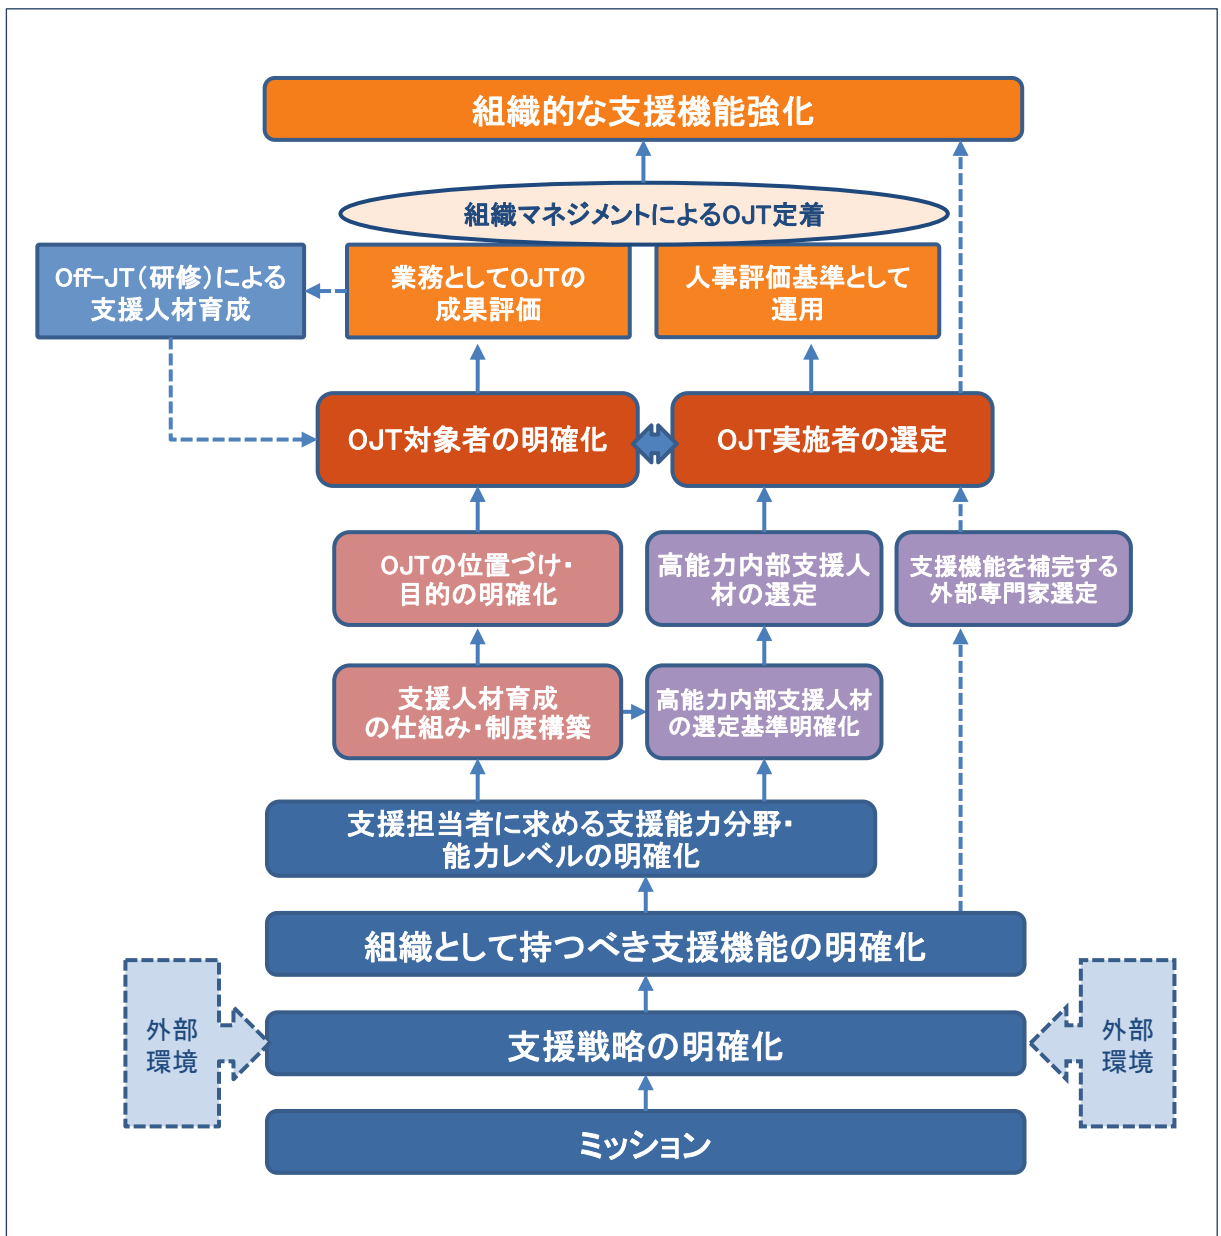 組織的な支援機能強化
組織マネジメントによるOJT定着
Off-JT(研修)による
支援人材育成
業務としてOJTの
成果評価
人事評価基準として
運用
OJT対象者の明確化
OJT実施者の選定
OJTの位置づけ・
目的の明確化
高能力内部支援人
材の選定
支援機能を補完する
外部専門家選定
支援人材育成
の仕組み・制度構築
高能力内部支援人材
の選定基準明確化
支援担当者に求める支援能力分野・
能力レベルの明確化
組織として持つべき支援機能の明確化
外部
環境
支援戦略の明確化
外部
環境
ミッション